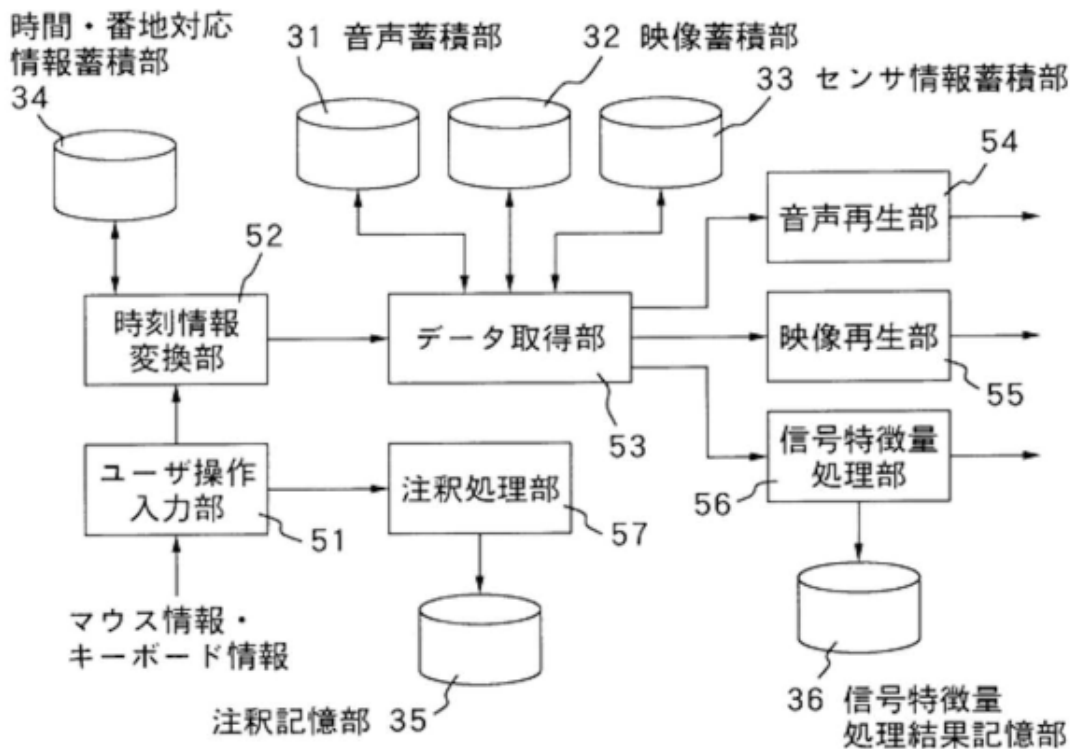 時間・番地対応
情報蓄積部
34
31 音声蓄積部
32 映像蓄積部
33 センサ情報蓄積部
54
音声再生部
52
時刻情報
変換部
データ取得部
53
映像再生部
55
ユーザ操作
入力部
51
注釈処理部
57
信号特徴量
処理部
56
マウス情報・
キーボード情報
注釈記憶部 35
36 信号特徴量
処理結果記憶部